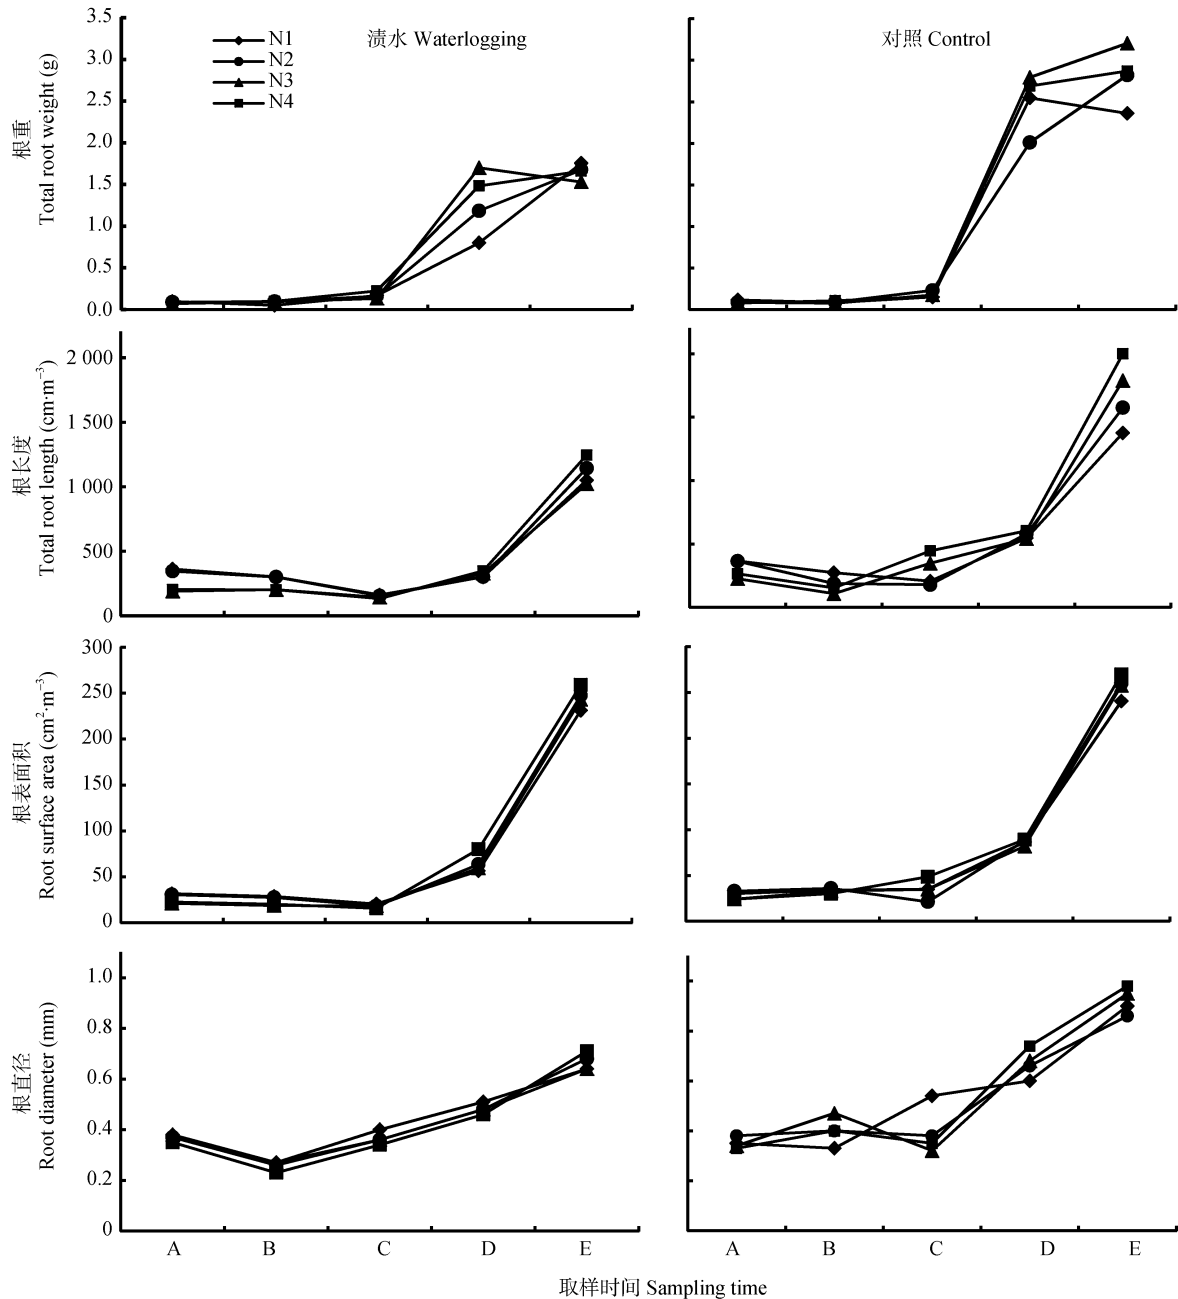 渍水 Waterlogging
对照 Control
N1
N2
N3
N4
根重
Total root weight (g)
3.5
3.0
2.5
2.0
1.5
1.0
0.5
0.0
根长度
Total root length (cm·m⁻³)
2 000
1 500
1 000
500
0
根表面积
Root surface area (cm²·m⁻³)
300
250
200
150
100
50
0
根直径
Root diameter (mm)
1.0
0.8
0.6
0.4
0.2
0
A B C D E
A B C D E
取样时间 Sampling time